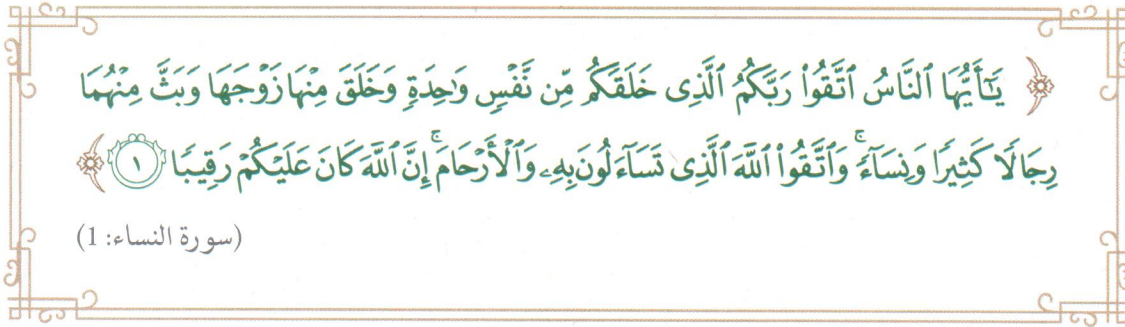 ﴿ يَـٰٓأَيُّهَا ٱلنَّاسُ ٱتَّقُوا۟ رَبَّكُمُ ٱلَّذِى خَلَقَكُم مِّن نَّفْسٍ وَٰحِدَةٍ وَخَلَقَ مِنْهَا زَوْجَهَا وَبَثَّ مِنْهُمَا
رِجَالًا كَثِيرًا وَنِسَآءً ۚ وَٱتَّقُوا۟ ٱللَّهَ ٱلَّذِى تَسَآءَلُونَ بِهِۦ وَٱلْأَرْحَامَ ۚ إِنَّ ٱللَّهَ كَانَ عَلَيْكُمْ رَقِيبًا ١ ﴾
(سورة النساء: 1)